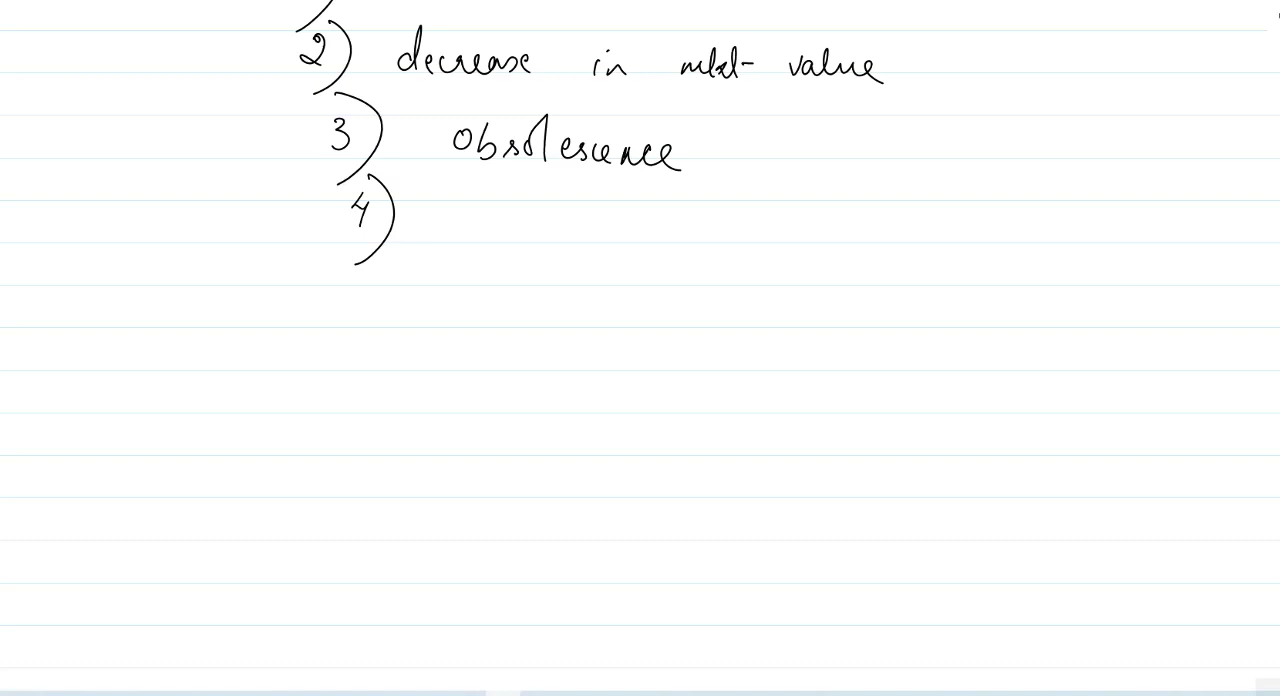 2) decrease in mkt value
3) obsolescence
4)